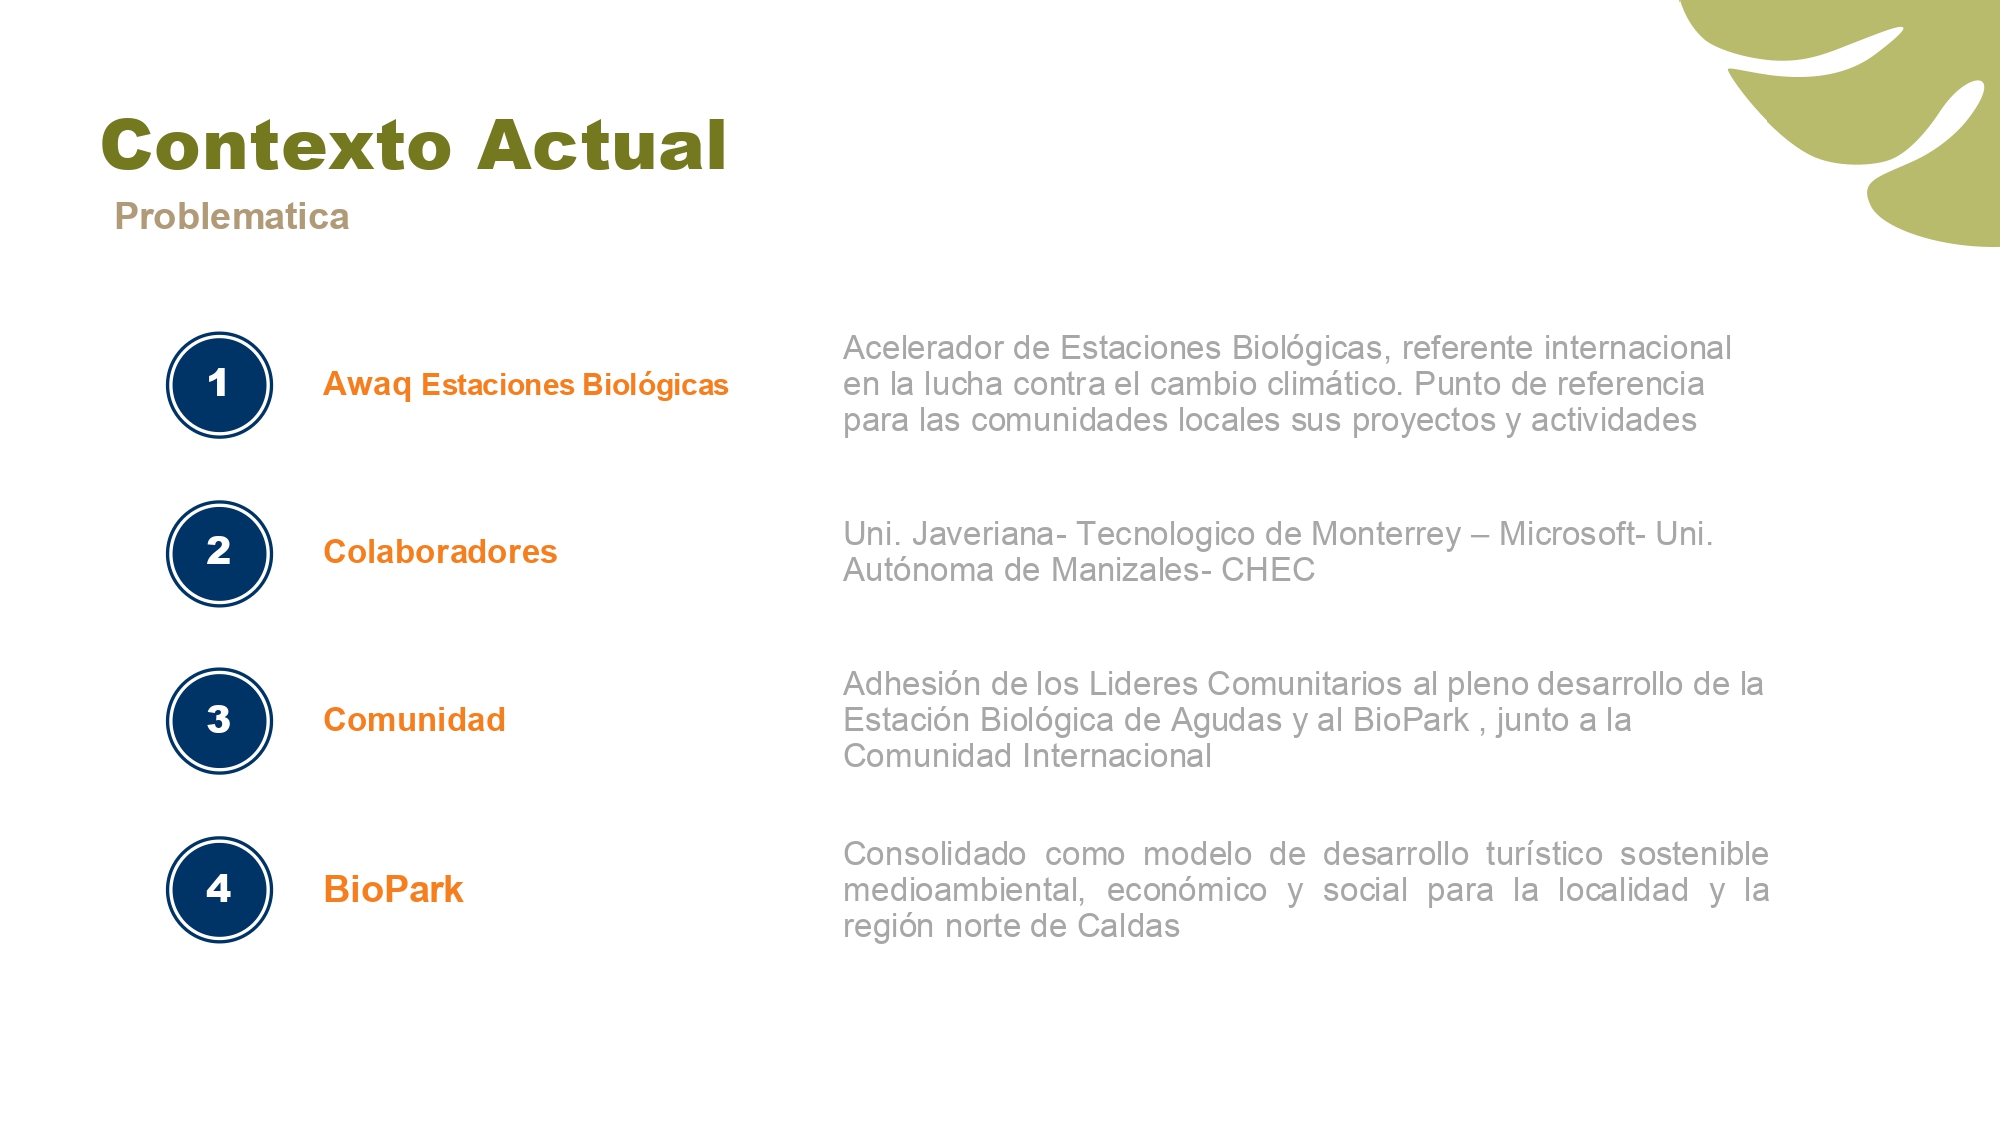 Contexto Actual
Problematica
1
Awaq Estaciones Biológicas
Acelerador de Estaciones Biológicas, referente internacional
en la lucha contra el cambio climático. Punto de referencia
para las comunidades locales sus proyectos y actividades
2
Colaboradores
Uni. Javeriana- Tecnologico de Monterrey – Microsoft- Uni.
Autónoma de Manizales- CHEC
3
Comunidad
Adhesión de los Lideres Comunitarios al pleno desarrollo de la
Estación Biológica de Agudas y al BioPark , junto a la
Comunidad Internacional
4
BioPark
Consolidado como modelo de desarrollo turístico sostenible
medioambiental, económico y social para la localidad y la
región norte de Caldas